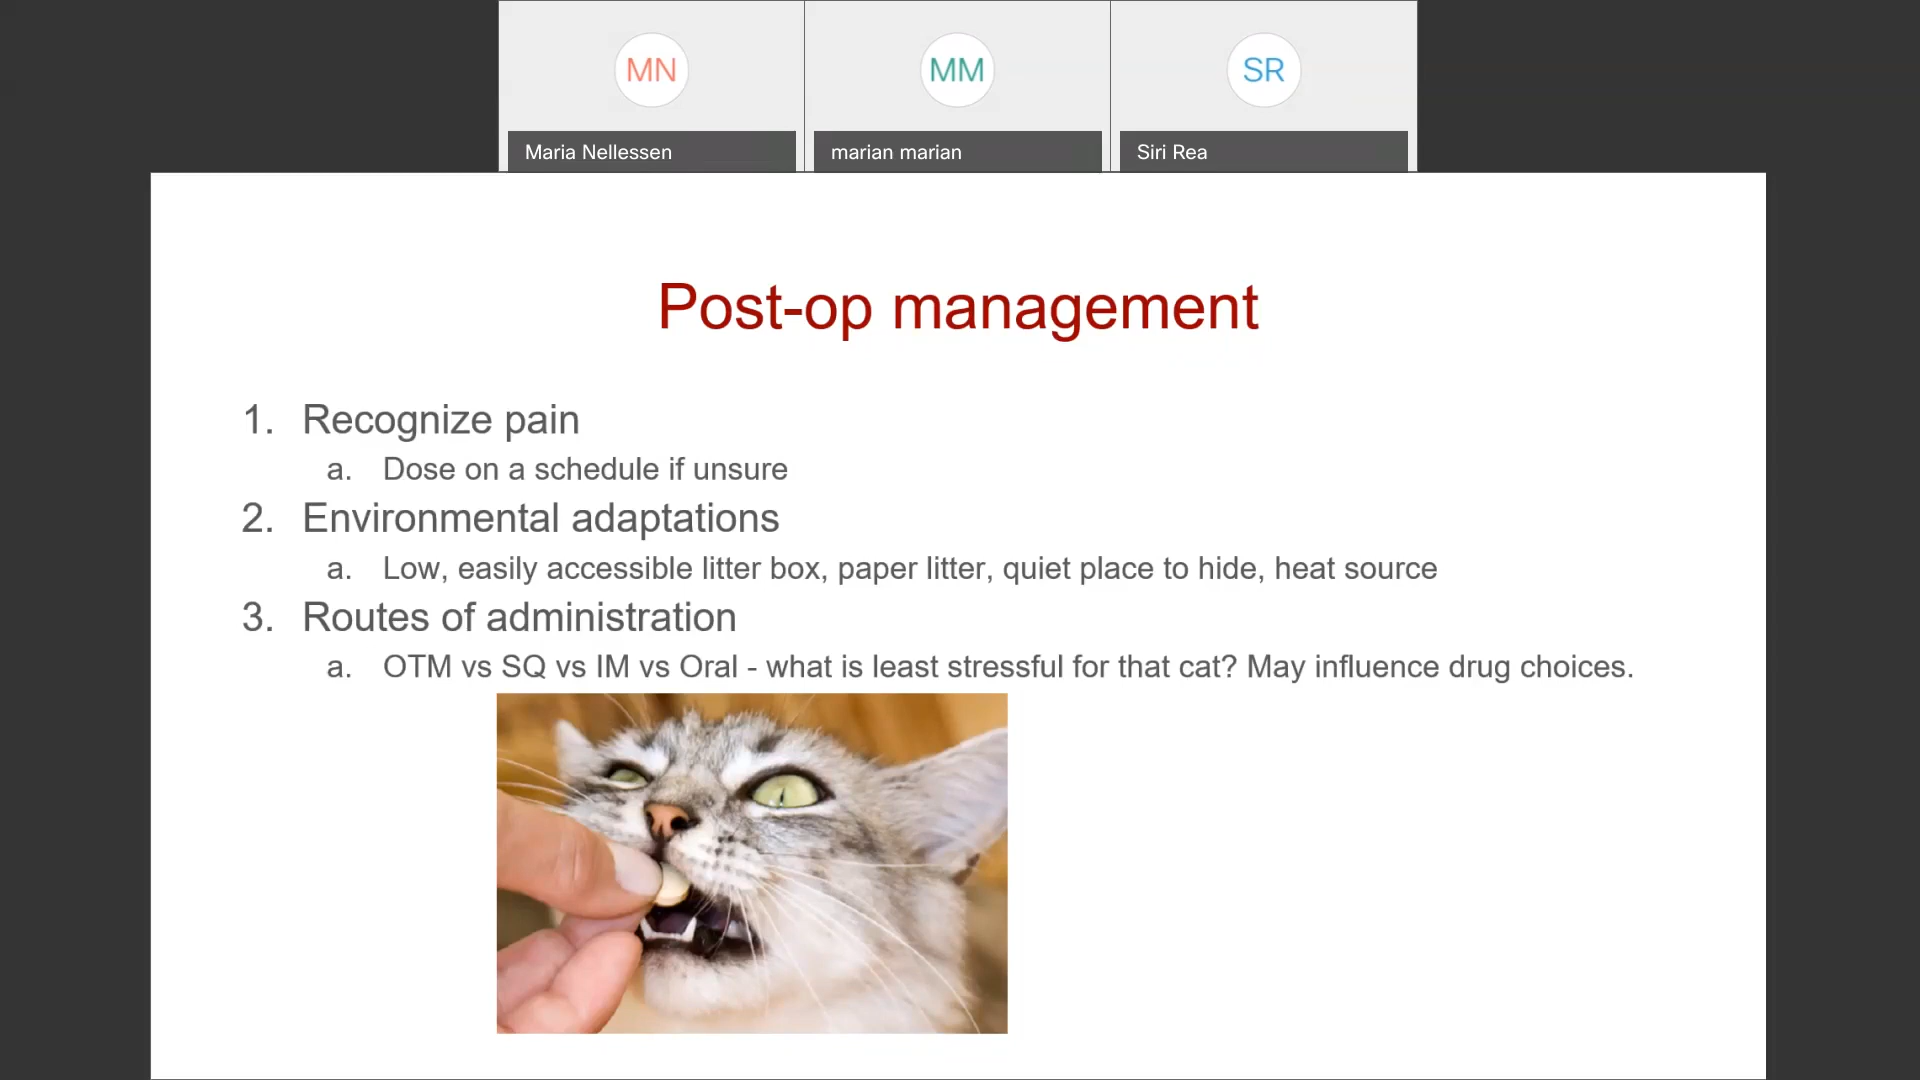 MN
MM
SR
Maria Nellessen
marian marian
Siri Rea
Post-op management
1. Recognize pain
a. Dose on a schedule if unsure
2. Environmental adaptations
a. Low, easily accessible litter box, paper litter, quiet place to hide, heat source
3. Routes of administration
a. OTM vs SQ vs IM vs Oral - what is least stressful for that cat? May influence drug choices.